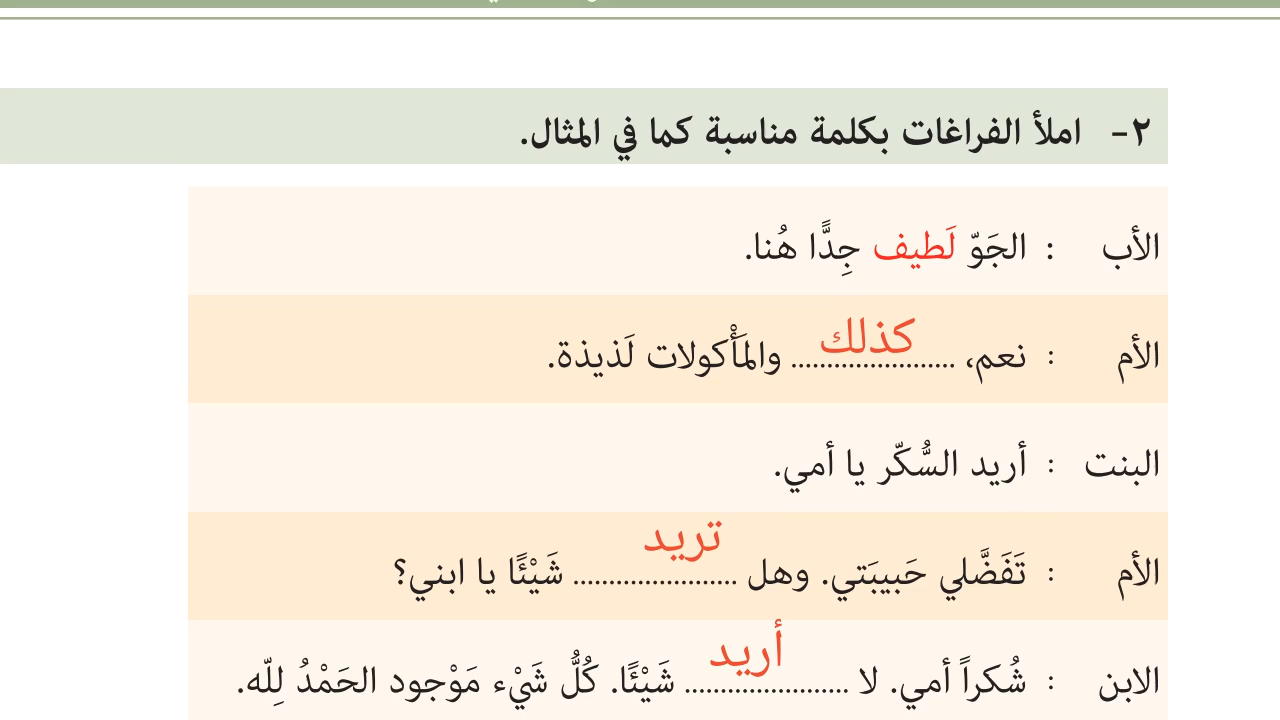 ٢- املأ الفراغات بكلمة مناسبة كما في المثال.
الأب : الجَوّ لَطيف جِدًّا هُنا.
الأم : نعم، كذلك والمَأْكولات لَذيذة.
البنت : أريد السُّكّر يا أمي.
الأم : تَفَضَّلي حَبيبَتي. وهل تريد شَيْئًا يا ابني؟
الابن : شُكراً أمي. لا أريد شَيْئًا. كُلُّ شَيْء مَوْجود الحَمْدُ لِلّه.